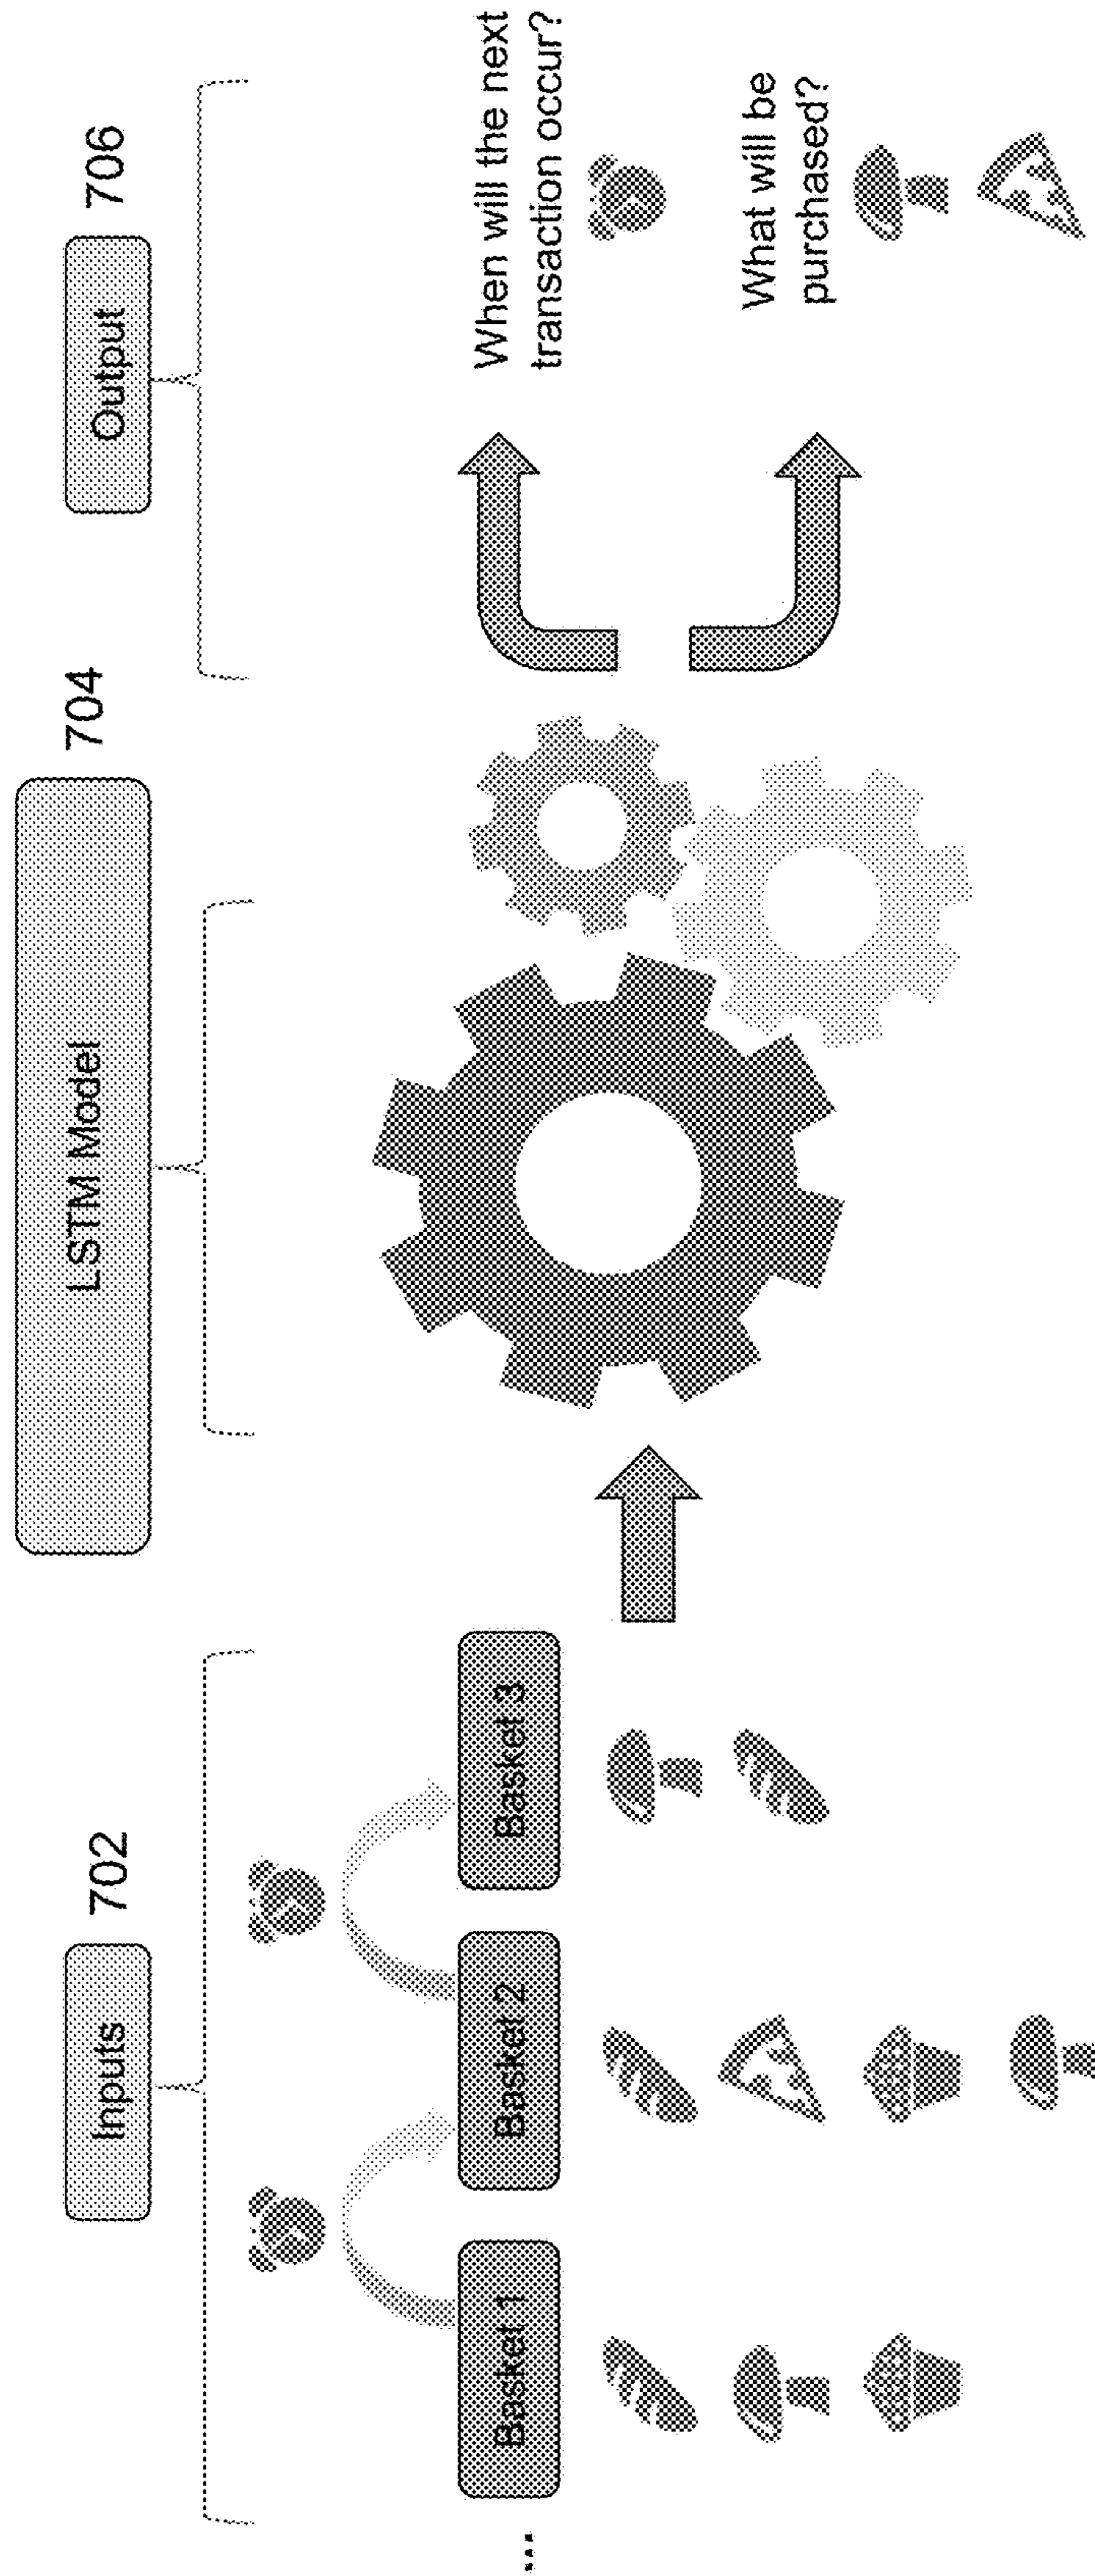 Inputs 702
LSTM Model 704
Output 706
...
Basket 1
Basket 2
Basket 3
When will the next
transaction occur?
What will be
purchased?